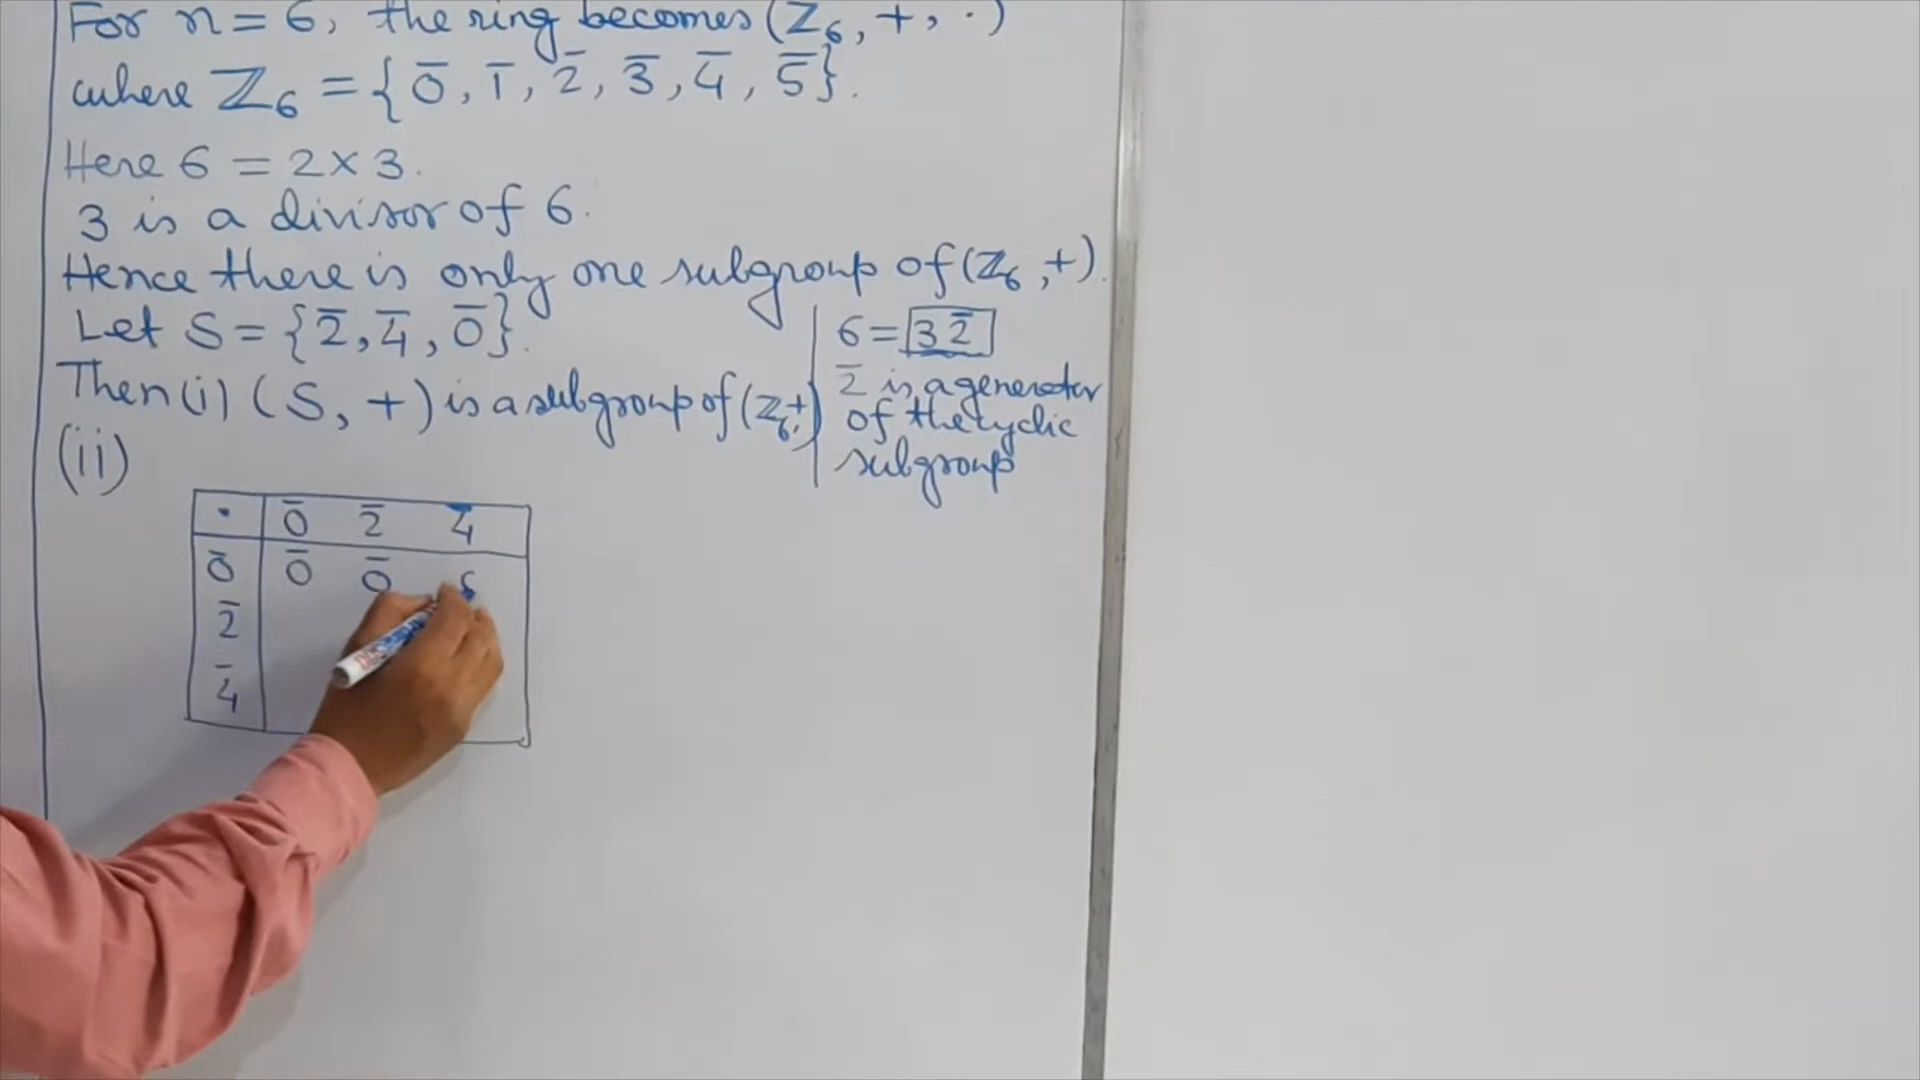 For n = 6, the ring becomes (Z₆, +, ·)
where Z₆ = {0̄, 1̄, 2̄, 3̄, 4̄, 5̄}.
Here 6 = 2 × 3.
3 is a divisor of 6.
Hence there is only one subgroup of (Z₆, +).
Let S = {2̄, 4̄, 0̄}.
Then (i) (S, +) is a subgroup of (Z₆, +)
6 = 3 2̄
2̄ is a generator
of the cyclic
subgroup
(ii)
· 0̄ 2̄ 4̄
0̄ 0̄ 0̄
2̄
4̄